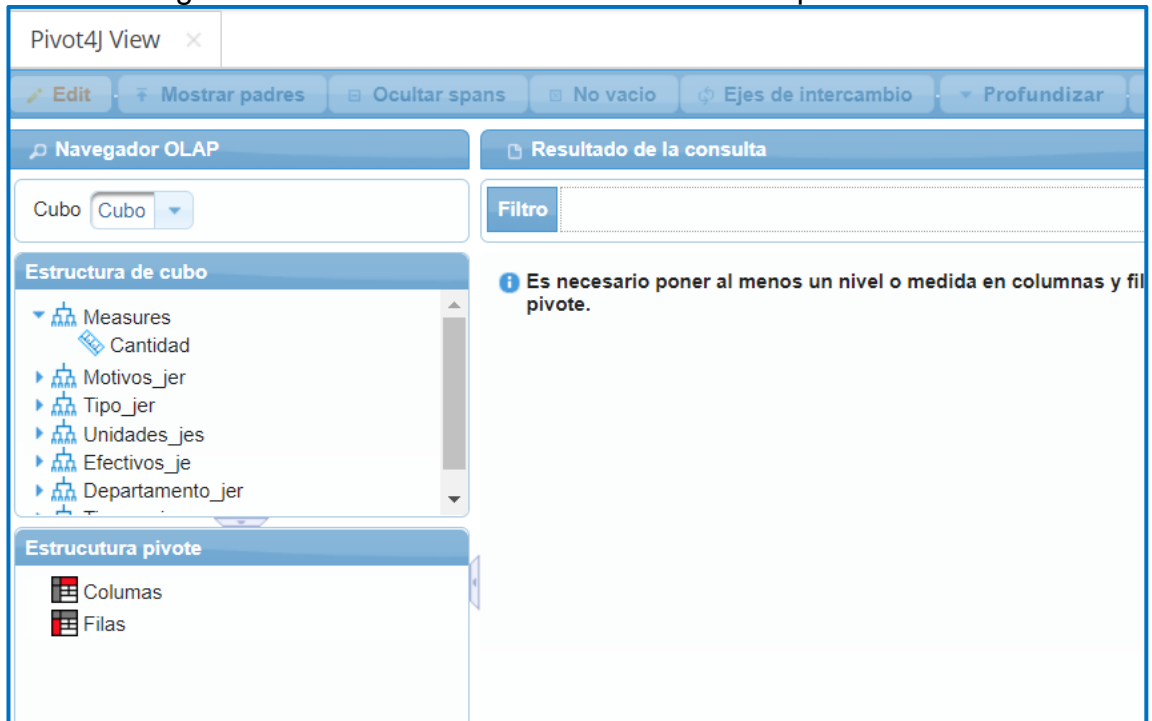 Pivot4J View
Edit Mostrar padres Ocultar spans No vacio Ejes de intercambio Profundizar
Navegador OLAP
Resultado de la consulta
Cubo Cubo
Filtro
Estructura de cubo
Es necesario poner al menos un nivel o medida en columnas y fil
pivote.
Measures
Cantidad
Motivos_jer
Tipo_jer
Unidades_jes
Efectivos_je
Departamento_jer
Estrucutura pivote
Columas
Filas